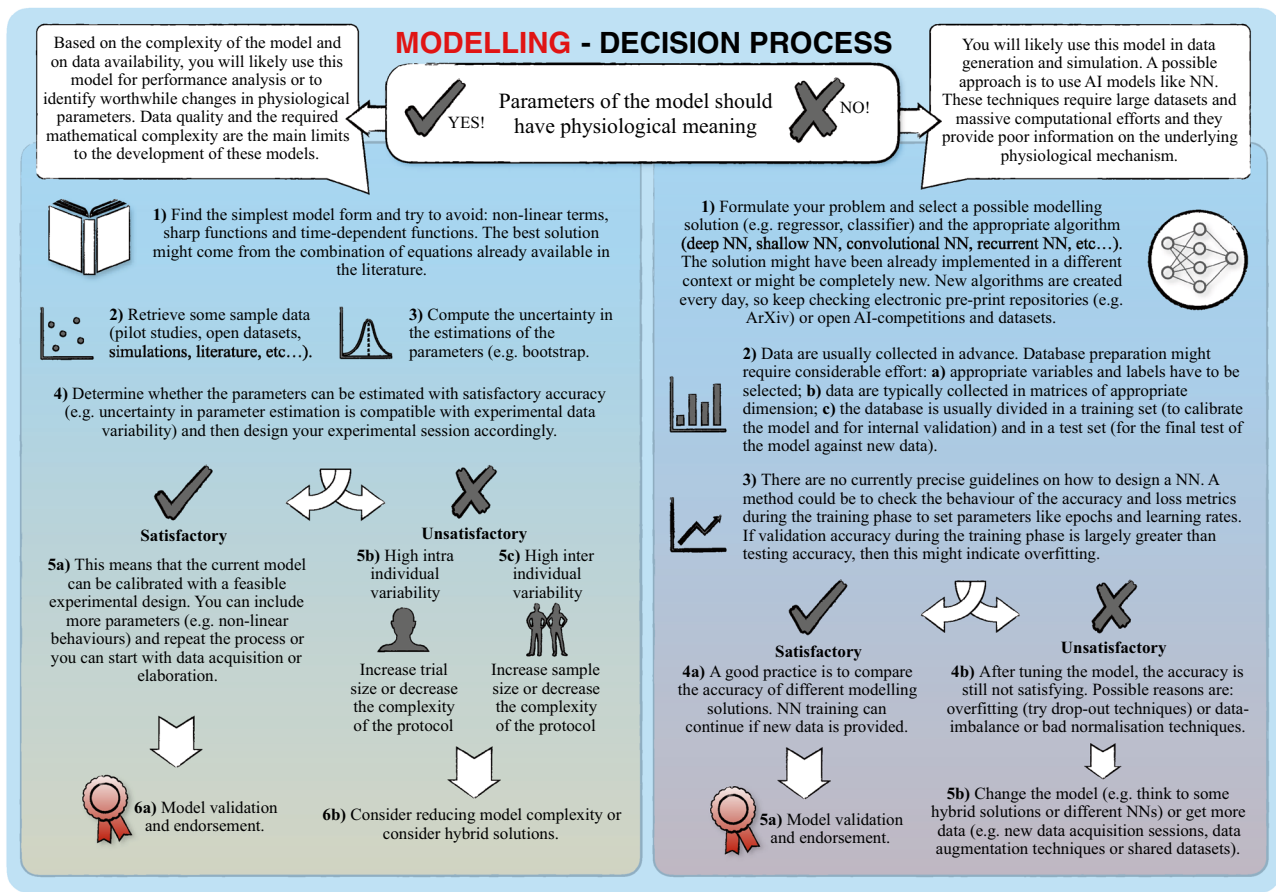 MODELLING - DECISION PROCESS
Based on the complexity of the model and
on data availability, you will likely use this
model for performance analysis or to
identify worthwhile changes in physiological
parameters. Data quality and the required
mathematical complexity are the main limits
to the development of these models.
YES!
Parameters of the model should
have physiological meaning
NO!
You will likely use this model in data
generation and simulation. A possible
approach is to use AI models like NN.
These techniques require large datasets and
massive computational efforts and they
provide poor information on the underlying
physiological mechanism.
1) Find the simplest model form and try to avoid: non-linear terms,
sharp functions and time-dependent functions. The best solution
might come from the combination of equations already available in
the literature.
2) Retrieve some sample data
(pilot studies, open datasets,
simulations, literature, etc…).
3) Compute the uncertainty in
the estimations of the
parameters (e.g. bootstrap.
4) Determine whether the parameters can be estimated with satisfactory accuracy
(e.g. uncertainty in parameter estimation is compatible with experimental data
variability) and then design your experimental session accordingly.
Satisfactory
5a) This means that the current model
can be calibrated with a feasible
experimental design. You can include
more parameters (e.g. non-linear
behaviours) and repeat the process or
you can start with data acquisition or
elaboration.
6a) Model validation
and endorsement.
Unsatisfactory
5b) High intra
individual
variability
Increase trial
size or decrease
the complexity
of the protocol
5c) High inter
individual
variability
Increase sample
size or decrease
the complexity
of the protocol
6b) Consider reducing model complexity or
consider hybrid solutions.
1) Formulate your problem and select a possible modelling
solution (e.g. regressor, classifier) and the appropriate algorithm
(deep NN, shallow NN, convolutional NN, recurrent NN, etc…).
The solution might have been already implemented in a different
context or might be completely new. New algorithms are created
every day, so keep checking electronic pre-print repositories (e.g.
ArXiv) or open AI-competitions and datasets.
2) Data are usually collected in advance. Database preparation might
require considerable effort: a) appropriate variables and labels have to be
selected; b) data are typically collected in matrices of appropriate
dimension; c) the database is usually divided in a training set (to calibrate
the model and for internal validation) and in a test set (for the final test of
the model against new data).
3) There are no currently precise guidelines on how to design a NN. A
method could be to check the behaviour of the accuracy and loss metrics
during the training phase to set parameters like epochs and learning rates.
If validation accuracy during the training phase is largely greater than
testing accuracy, then this might indicate overfitting.
Satisfactory
4a) A good practice is to compare
the accuracy of different modelling
solutions. NN training can
continue if new data is provided.
5a) Model validation
and endorsement.
Unsatisfactory
4b) After tuning the model, the accuracy is
still not satisfying. Possible reasons are:
overfitting (try drop-out techniques) or data-
imbalance or bad normalisation techniques.
5b) Change the model (e.g. think to some
hybrid solutions or different NNs) or get more
data (e.g. new data acquisition sessions, data
augmentation techniques or shared datasets).